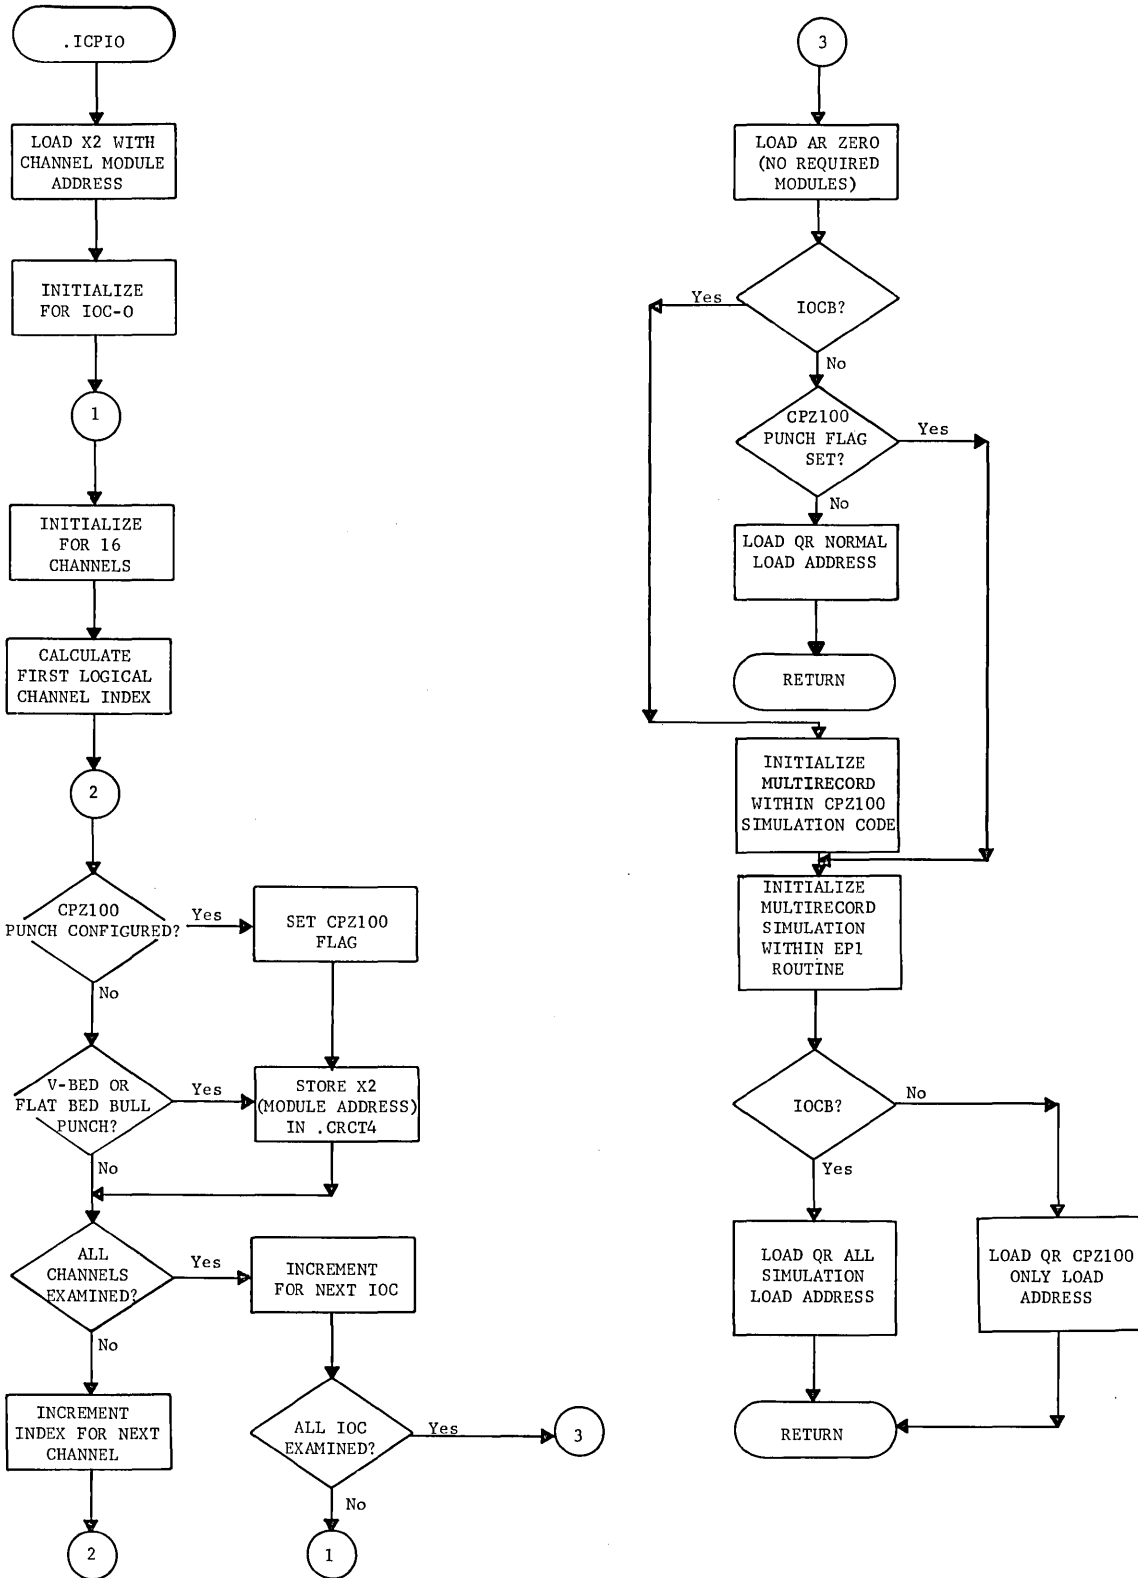 .ICPIO
LOAD X2 WITH
CHANNEL MODULE
ADDRESS
INITIALIZE
FOR IOC-0
1
INITIALIZE
FOR 16
CHANNELS
CALCULATE
FIRST LOGICAL
CHANNEL INDEX
2
CPZ100
PUNCH CONFIGURED?
Yes
SET CPZ100
FLAG
No
V-BED OR
FLAT BED BULL
PUNCH?
Yes
STORE X2
(MODULE ADDRESS)
IN .CRCT4
No
ALL
CHANNELS
EXAMINED?
Yes
INCREMENT
FOR NEXT IOC
No
INCREMENT
INDEX FOR NEXT
CHANNEL
ALL IOC
EXAMINED?
Yes
3
No
2
1
3
LOAD AR ZERO
(NO REQUIRED
MODULES)
IOCB?
Yes
No
CPZ100
PUNCH FLAG
SET?
Yes
No
LOAD QR NORMAL
LOAD ADDRESS
RETURN
INITIALIZE
MULTIRECORD
WITHIN CPZ100
SIMULATION CODE
INITIALIZE
MULTIRECORD
SIMULATION
WITHIN EP1
ROUTINE
IOCB?
No
Yes
LOAD QR ALL
SIMULATION
LOAD ADDRESS
LOAD QR CPZ100
ONLY LOAD
ADDRESS
RETURN